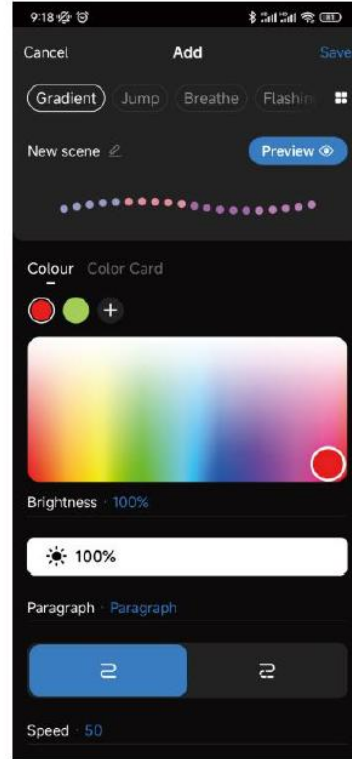 9:18
Cancel Add Save
Gradient Jump Breathe Flashin
New scene Preview
Colour Color Card
Brightness · 100%
100%
Paragraph · Paragraph
Speed · 50